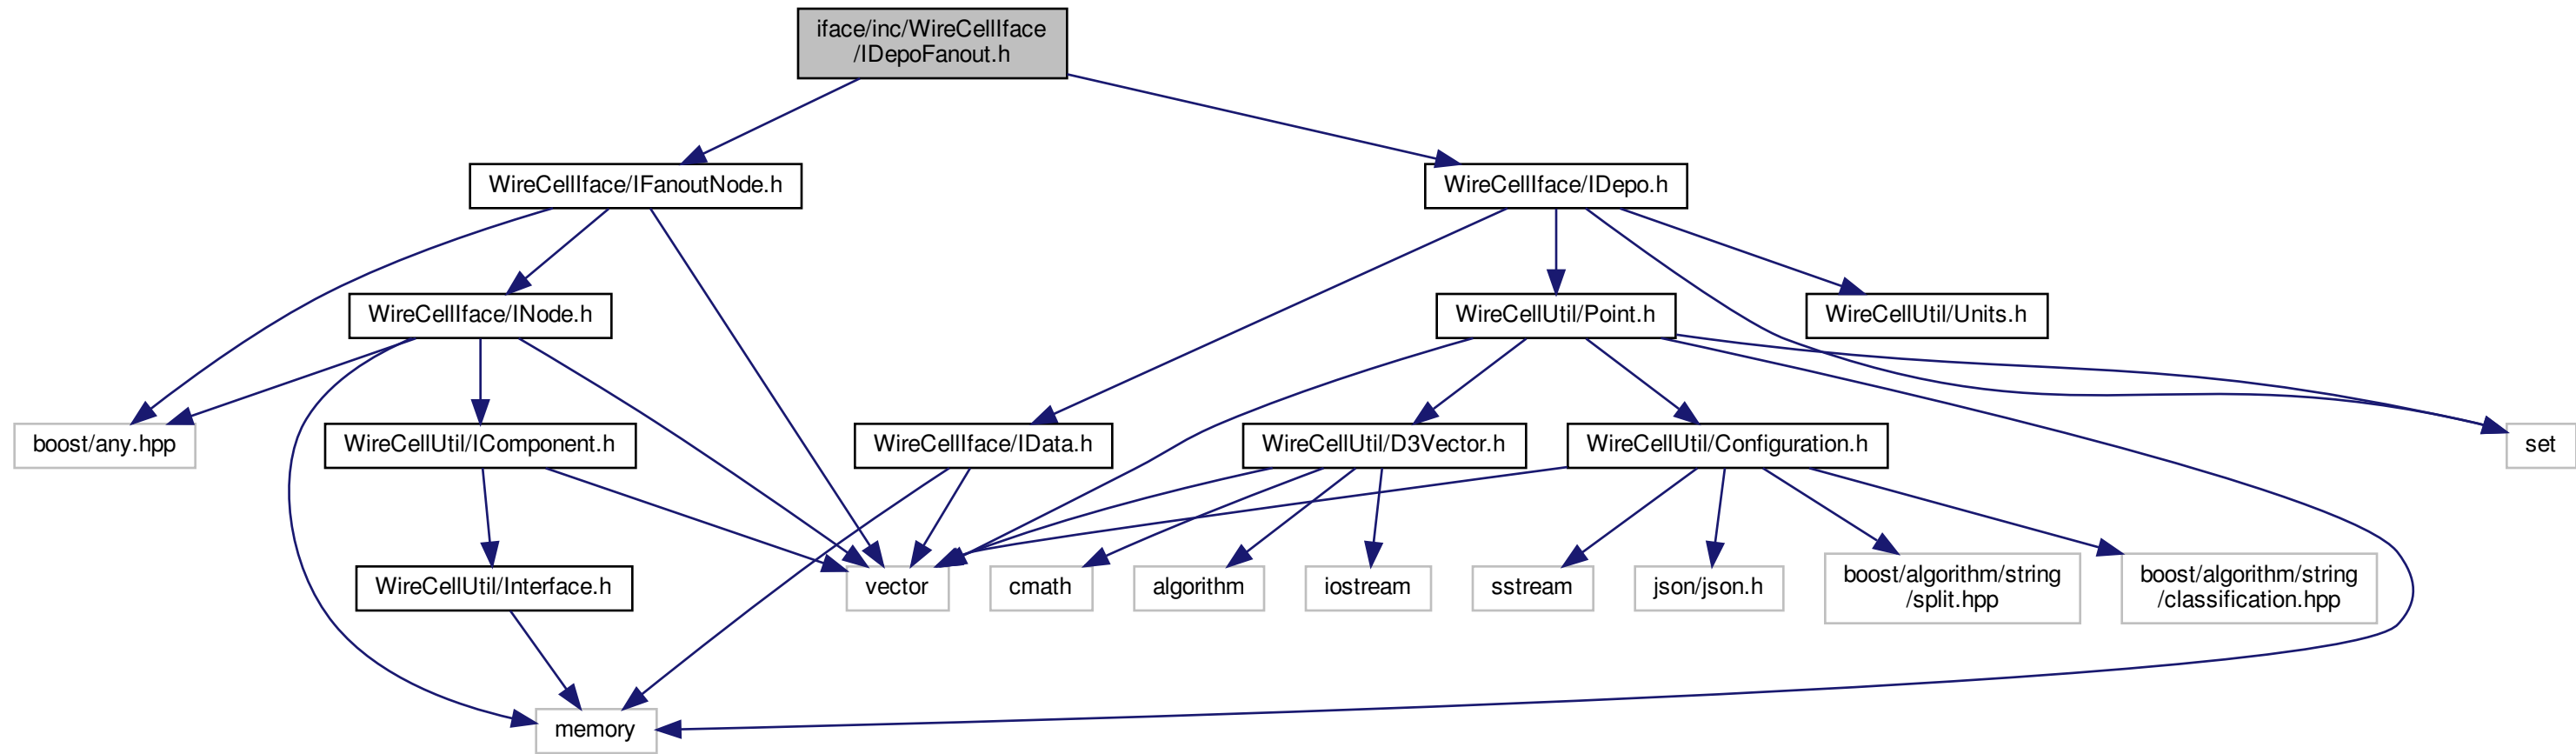 iface/inc/WireCellIface
/IDepoFanout.h
WireCellIface/IFanoutNode.h
WireCellIface/IDepo.h
WireCellIface/INode.h
WireCellUtil/Point.h
WireCellUtil/Units.h
boost/any.hpp
WireCellUtil/IComponent.h
WireCellIface/IData.h
WireCellUtil/D3Vector.h
WireCellUtil/Configuration.h
set
WireCellUtil/Interface.h
vector
cmath
algorithm
iostream
sstream
json/json.h
boost/algorithm/string
/split.hpp
boost/algorithm/string
/classification.hpp
memory